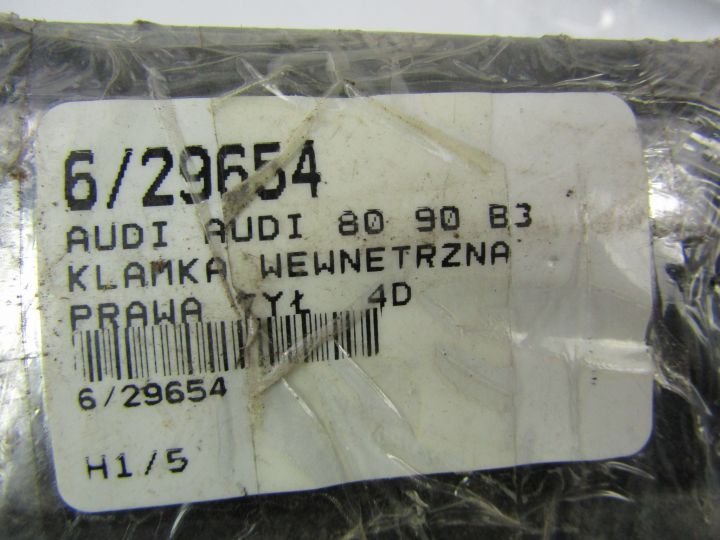 6/29654
AUDI AUDI 80 90 B3
KLAMKA WEWNETRZNA
PRAWA TYŁ 4D
6/29654
H1/5